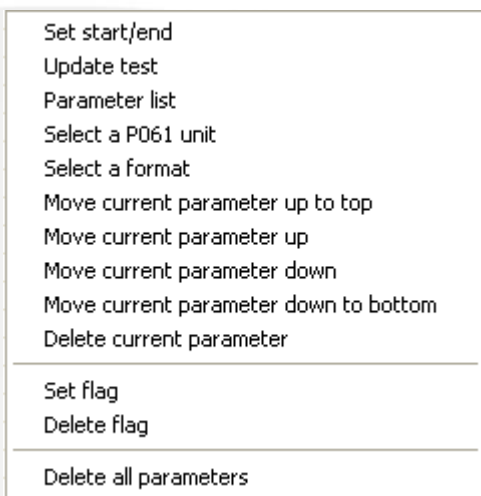 Set start/end
Update test
Parameter list
Select a P061 unit
Select a format
Move current parameter up to top
Move current parameter up
Move current parameter down
Move current parameter down to bottom
Delete current parameter
Set flag
Delete flag
Delete all parameters